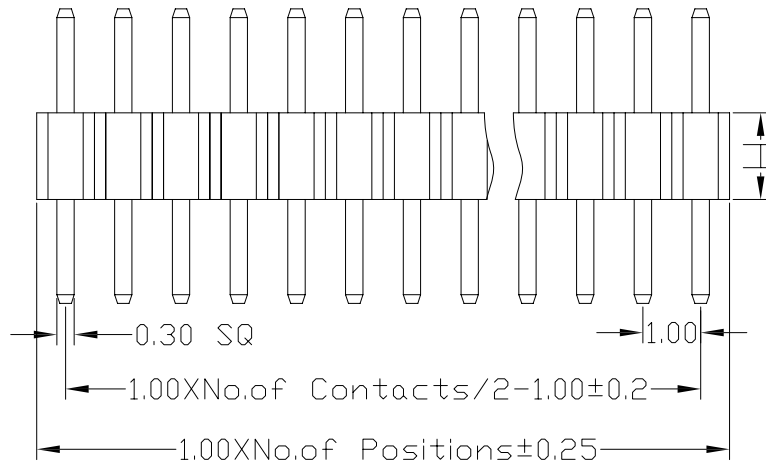 H
0.30 SQ
1.00
1.00XNo.of Contacts/2-1.00±0.2
1.00XNo.of Positions±0.25